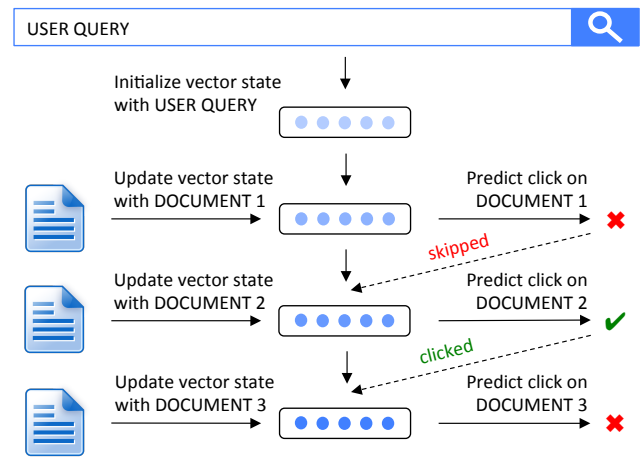 USER QUERY
Initialize vector state
with USER QUERY
Update vector state
with DOCUMENT 1
Predict click on
DOCUMENT 1
skipped
Update vector state
with DOCUMENT 2
Predict click on
DOCUMENT 2
clicked
Update vector state
with DOCUMENT 3
Predict click on
DOCUMENT 3